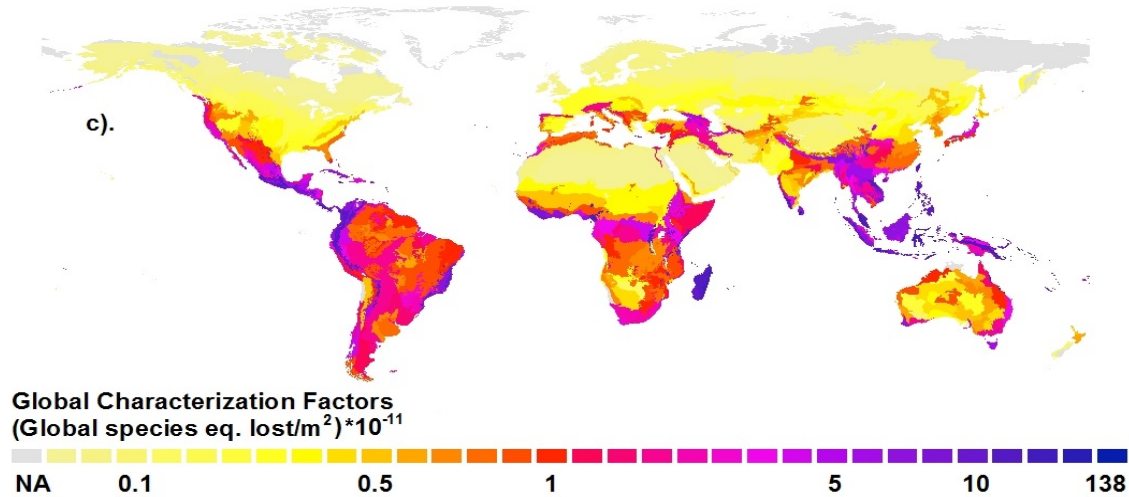 c).
Global Characterization Factors
(Global species eq. lost/m²)*10⁻¹¹
NA 0.1 0.5 1 5 10 138